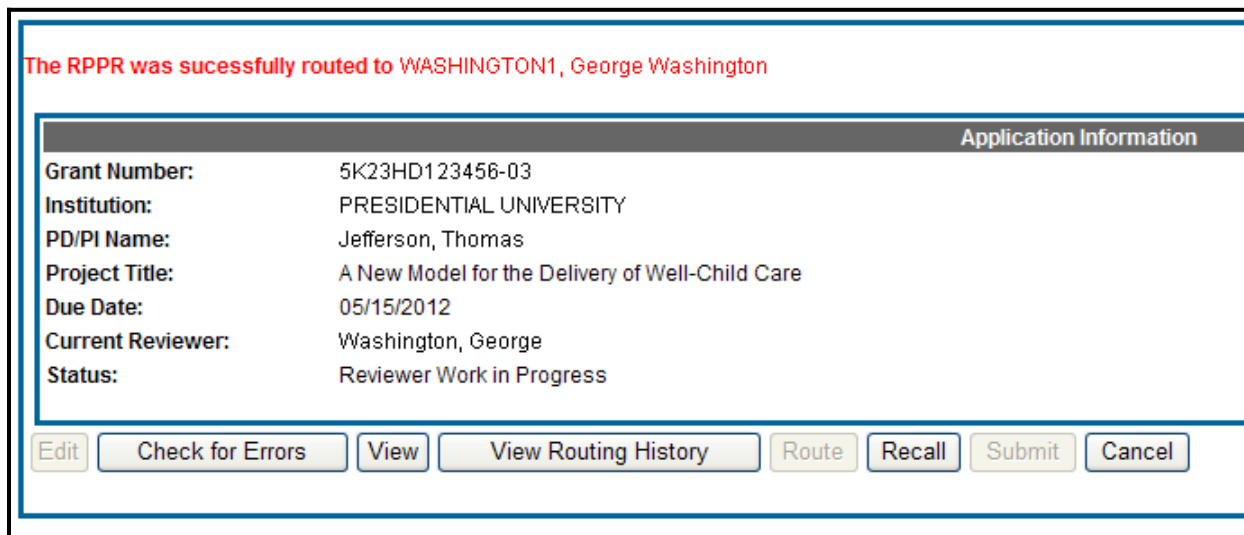 The RPPR was sucessfully routed to WASHINGTON1, George Washington
Application Information
Grant Number: 5K23HD123456-03
Institution: PRESIDENTIAL UNIVERSITY
PD/PI Name: Jefferson, Thomas
Project Title: A New Model for the Delivery of Well-Child Care
Due Date: 05/15/2012
Current Reviewer: Washington, George
Status: Reviewer Work in Progress
Edit Check for Errors View View Routing History Route Recall Submit Cancel